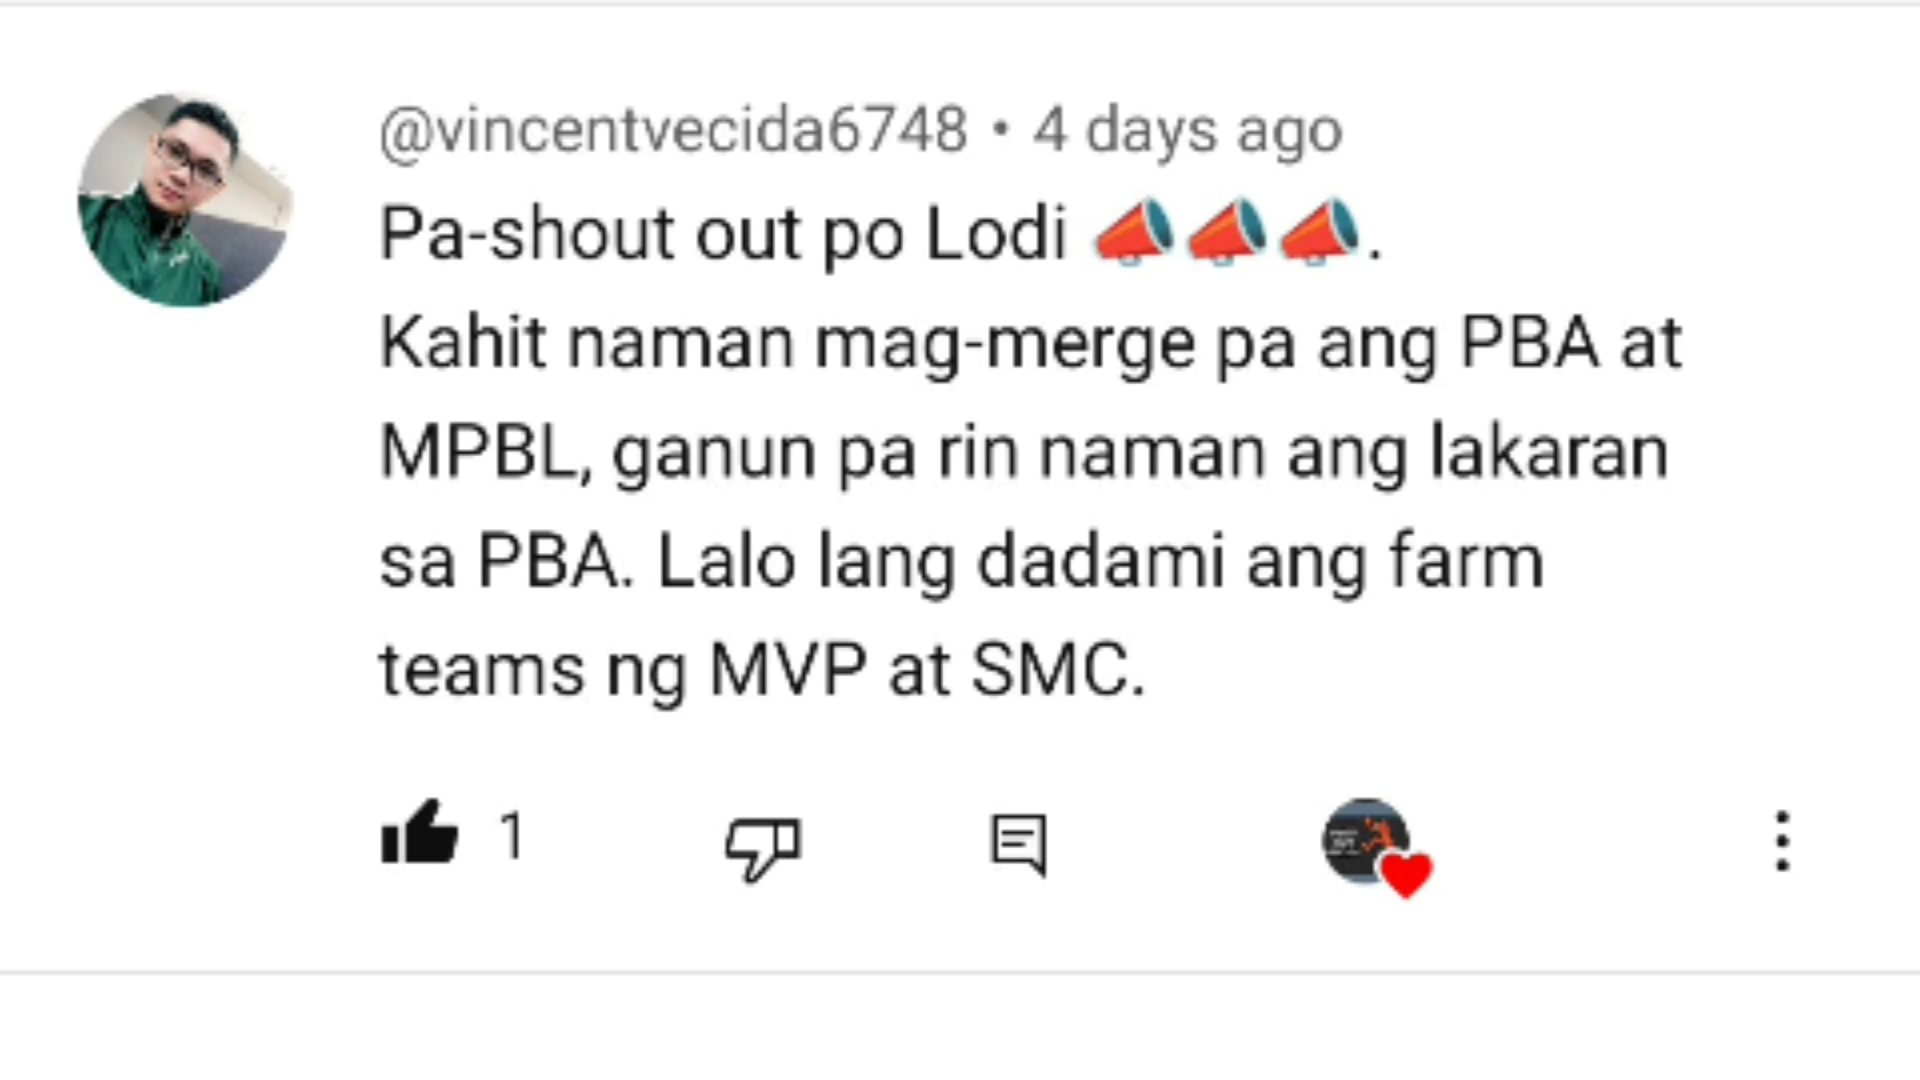 @vincentvecida6748 • 4 days ago
Pa-shout out po Lodi 📣📣📣.
Kahit naman mag-merge pa ang PBA at
MPBL, ganun pa rin naman ang lakaran
sa PBA. Lalo lang dadami ang farm
teams ng MVP at SMC.
1